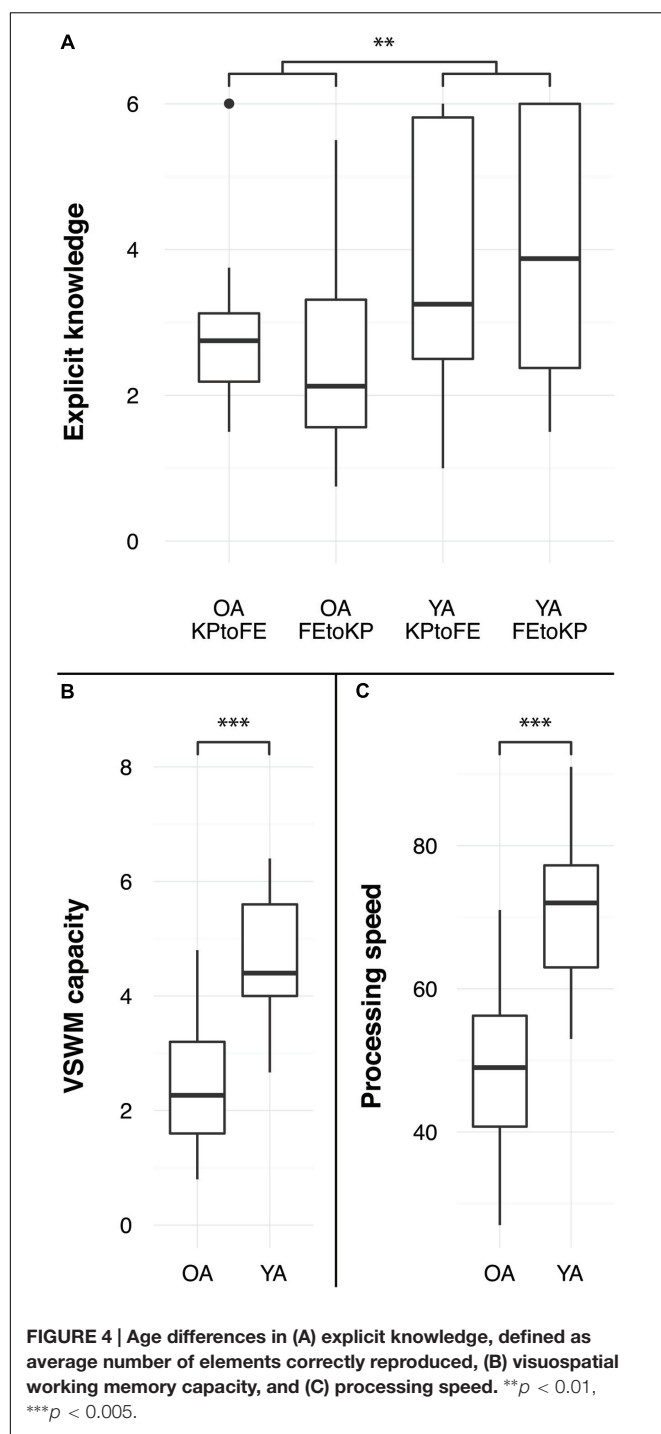 A
**
Explicit knowledge
6
4
2
0
OA
KPtoFE
OA
FEtoKP
YA
KPtoFE
YA
FEtoKP
B
***
VSWM capacity
8
6
4
2
0
OA
YA
C
***
Processing speed
80
60
40
OA
YA
FIGURE 4 | Age differences in (A) explicit knowledge, defined as
average number of elements correctly reproduced, (B) visuospatial
working memory capacity, and (C) processing speed. **p < 0.01,
***p < 0.005.